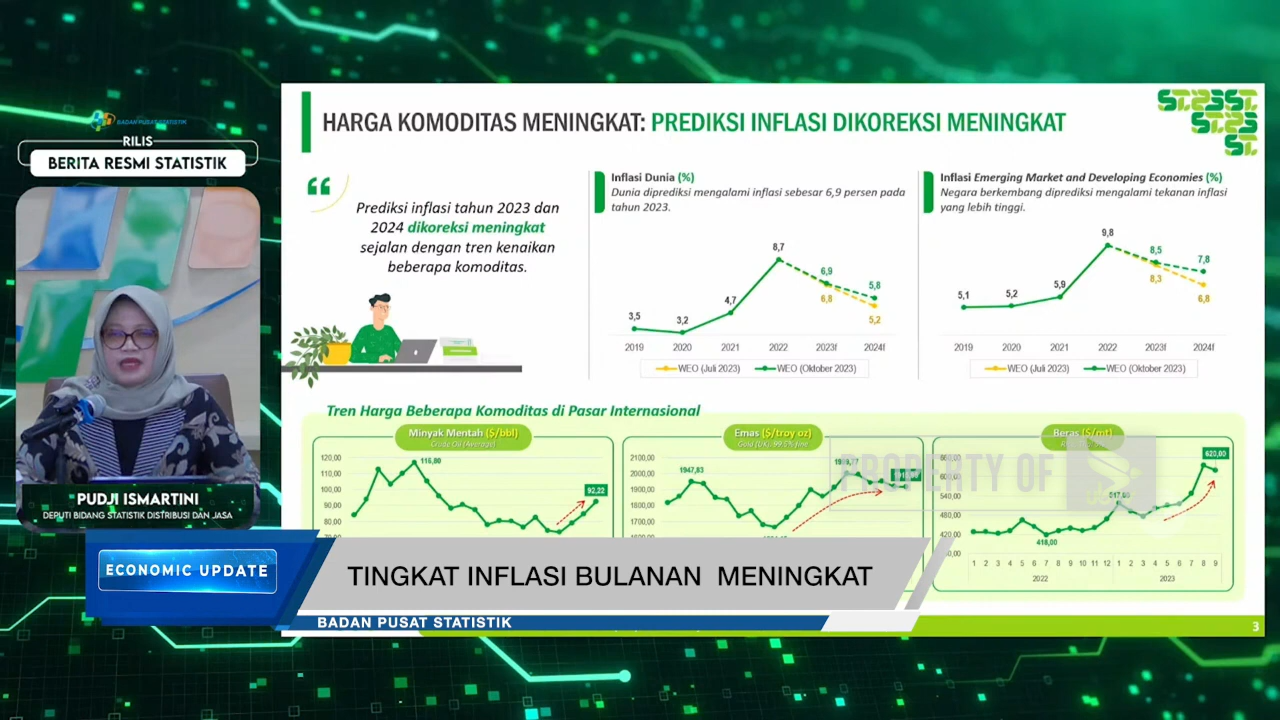 BADAN PUSAT STATISTIK
RILIS
BERITA RESMI STATISTIK
PUDJI ISMARTINI
DEPUTI BIDANG STATISTIK DISTRIBUSI DAN JASA
HARGA KOMODITAS MENINGKAT: PREDIKSI INFLASI DIKOREKSI MENINGKAT
Prediksi inflasi tahun 2023 dan
2024 dikoreksi meningkat
sejalan dengan tren kenaikan
beberapa komoditas.
Inflasi Dunia (%)
Dunia diprediksi mengalami inflasi sebesar 6,9 persen pada
tahun 2023.
8,7
6,9
6,8
5,8
5,2
4,7
3,5
3,2
2019 2020 2021 2022 2023f 2024f
WEO (Juli 2023) WEO (Oktober 2023)
Inflasi Emerging Market and Developing Economies (%)
Negara berkembang diprediksi mengalami tekanan inflasi
yang lebih tinggi.
9,8
8,5
8,3
7,8
6,8
5,9
5,1
5,2
2019 2020 2021 2022 2023f 2024f
WEO (Juli 2023) WEO (Oktober 2023)
Tren Harga Beberapa Komoditas di Pasar Internasional
Minyak Mentah ($/bbl)
Crude Oil (Average)
120,00
110,00
100,00
90,00
80,00
116,80
92,22
Emas ($/troy oz)
Gold (UK), 99.5% fine
2100,00
2000,00
1900,00
1800,00
1700,00
1947,83
Beras ($/mt)
620,00
540,00
480,00
420,00
418,00
1 2 3 4 5 6 7 8 9 10 11 12 1 2 3 4 5 6 7 8 9
2022 2023
PROPERTY OF
ECONOMIC UPDATE
TINGKAT INFLASI BULANAN MENINGKAT
BADAN PUSAT STATISTIK
3